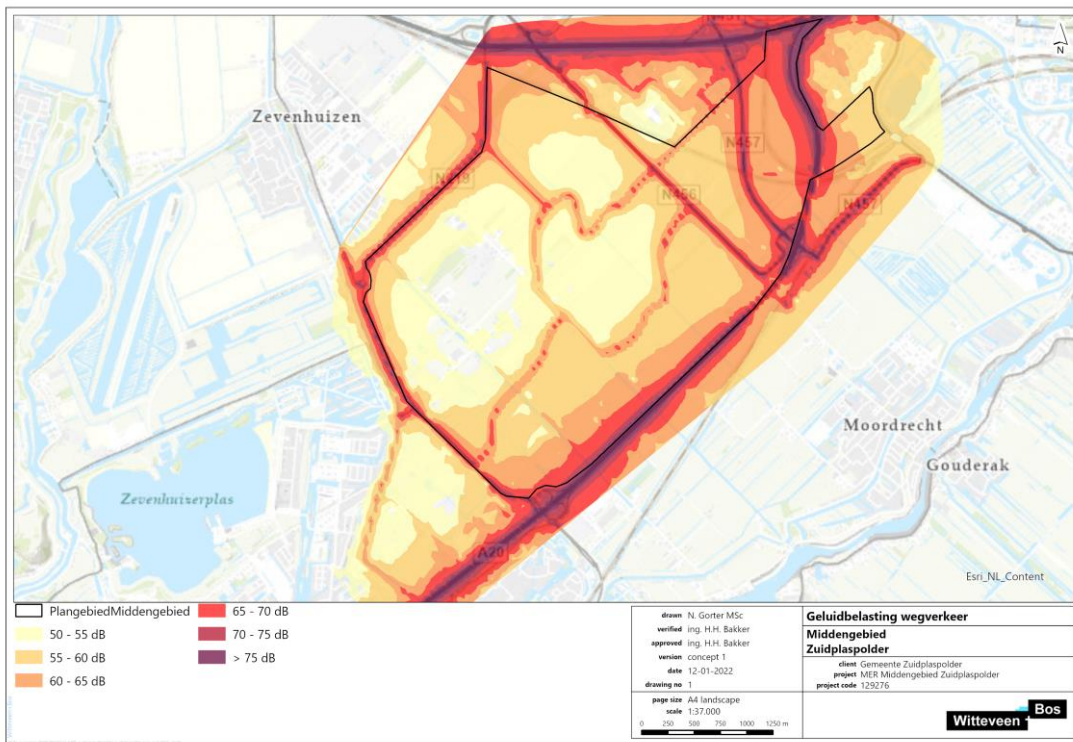 N451
N
Zevenhuizen
N219
N457
N456
N457
Moordrecht
Gouderak
Zevenhuizerplas
A20
Esri_NL_Content
PlangebiedMiddengebied
50 - 55 dB
55 - 60 dB
60 - 65 dB
65 - 70 dB
70 - 75 dB
> 75 dB
drawn N. Gorter MSc
verified ing. H.H. Bakker
approved ing. H.H. Bakker
version concept 1
date 12-01-2022
drawing no 1
page size A4 landscape
scale 1:37.000
0 250 500 750 1000 1250 m
Geluidbelasting wegverkeer
Middengebied
Zuidplaspolder
client Gemeente Zuidplaspolder
project MER Middengebied Zuidplaspolder
project code 129276
Witteveen + Bos